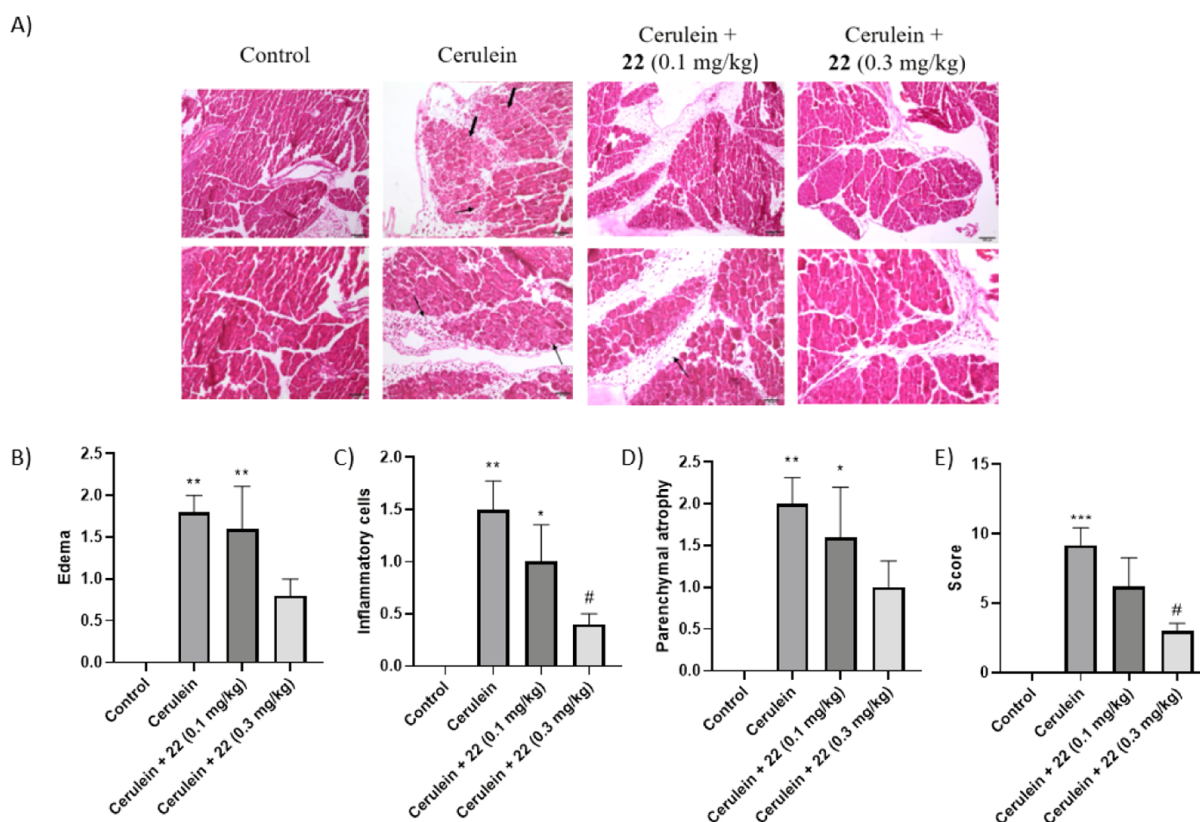 A)
Control
Cerulein
Cerulein +
22 (0.1 mg/kg)
Cerulein +
22 (0.3 mg/kg)
B)
Edema
2.5
2.0
1.5
1.0
0.5
0.0
**
**
Control
Cerulein
Cerulein + 22 (0.1 mg/kg)
Cerulein + 22 (0.3 mg/kg)
C)
Inflammatory cells
2.0
1.5
1.0
0.5
0.0
**
*
#
Control
Cerulein
Cerulein + 22 (0.1 mg/kg)
Cerulein + 22 (0.3 mg/kg)
D)
Parenchymal atrophy
2.5
2.0
1.5
1.0
0.5
0.0
**
*
Control
Cerulein
Cerulein + 22 (0.1 mg/kg)
Cerulein + 22 (0.3 mg/kg)
E)
Score
15
10
5
0
***
#
Control
Cerulein
Cerulein + 22 (0.1 mg/kg)
Cerulein + 22 (0.3 mg/kg)